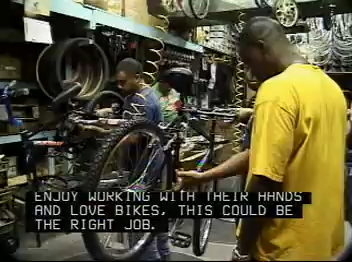 ENJOY WORKING WITH THEIR HANDS
AND LOVE BIKES, THIS COULD BE
THE RIGHT JOB.